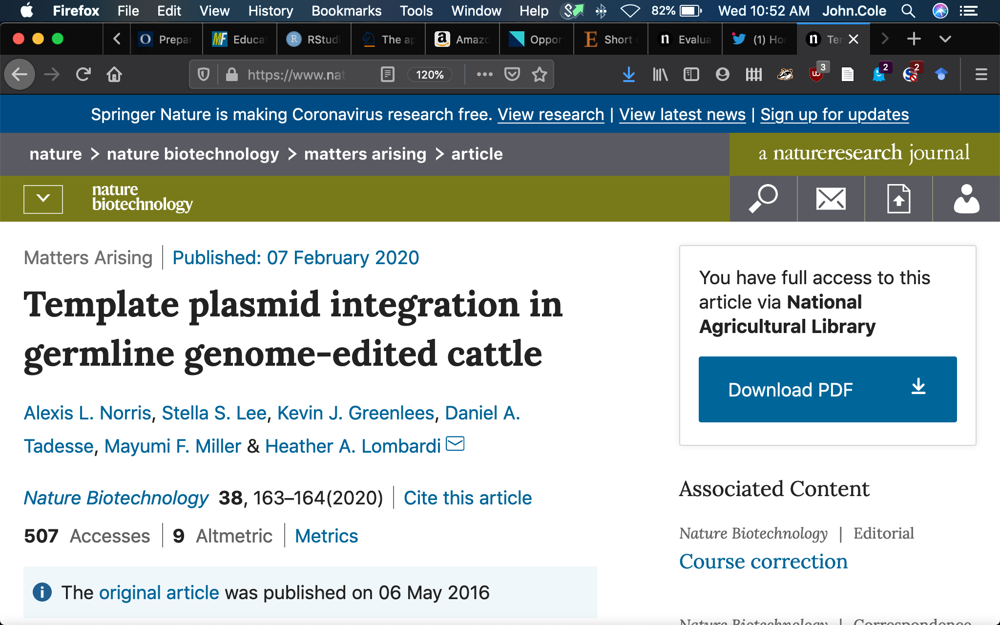 Firefox File Edit View History Bookmarks Tools Window Help 82% Wed 10:52 AM John.Cole
Prepar Educa RStudi The ap Amazo Oppor Short Evalua (1) Ho Te
https://www.nat 120% 3 2 2
Springer Nature is making Coronavirus research free. View research | View latest news | Sign up for updates
nature > nature biotechnology > matters arising > article
a natureresearch journal
nature
biotechnology
Matters Arising | Published: 07 February 2020
Template plasmid integration in
germline genome-edited cattle
Alexis L. Norris, Stella S. Lee, Kevin J. Greenlees, Daniel A.
Tadesse, Mayumi F. Miller & Heather A. Lombardi
Nature Biotechnology 38, 163–164(2020) | Cite this article
507 Accesses | 9 Altmetric | Metrics
The original article was published on 06 May 2016
You have full access to this
article via National
Agricultural Library
Download PDF
Associated Content
Nature Biotechnology | Editorial
Course correction
Nature Biotechnology | Correspondence